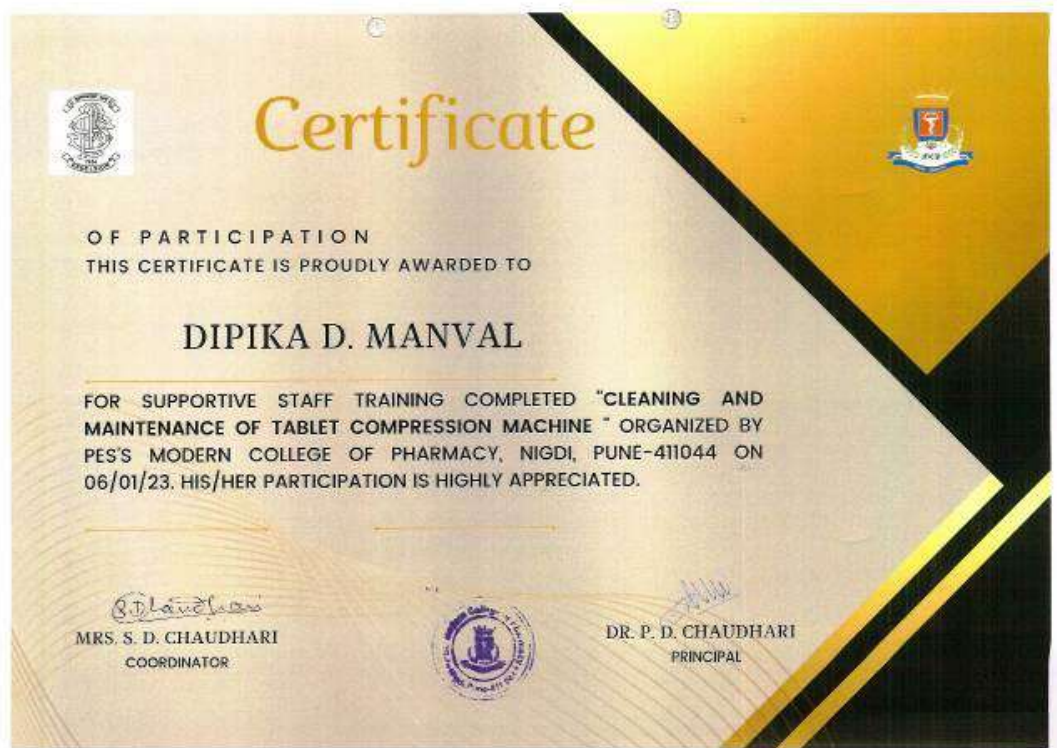 Certificate
OF PARTICIPATION
THIS CERTIFICATE IS PROUDLY AWARDED TO
DIPIKA D. MANVAL
FOR SUPPORTIVE STAFF TRAINING COMPLETED "CLEANING AND
MAINTENANCE OF TABLET COMPRESSION MACHINE " ORGANIZED BY
PES'S MODERN COLLEGE OF PHARMACY, NIGDI, PUNE-411044 ON
06/01/23. HIS/HER PARTICIPATION IS HIGHLY APPRECIATED.
S.D.Chaudhari
MRS. S. D. CHAUDHARI
COORDINATOR
DR. P. D. CHAUDHARI
PRINCIPAL